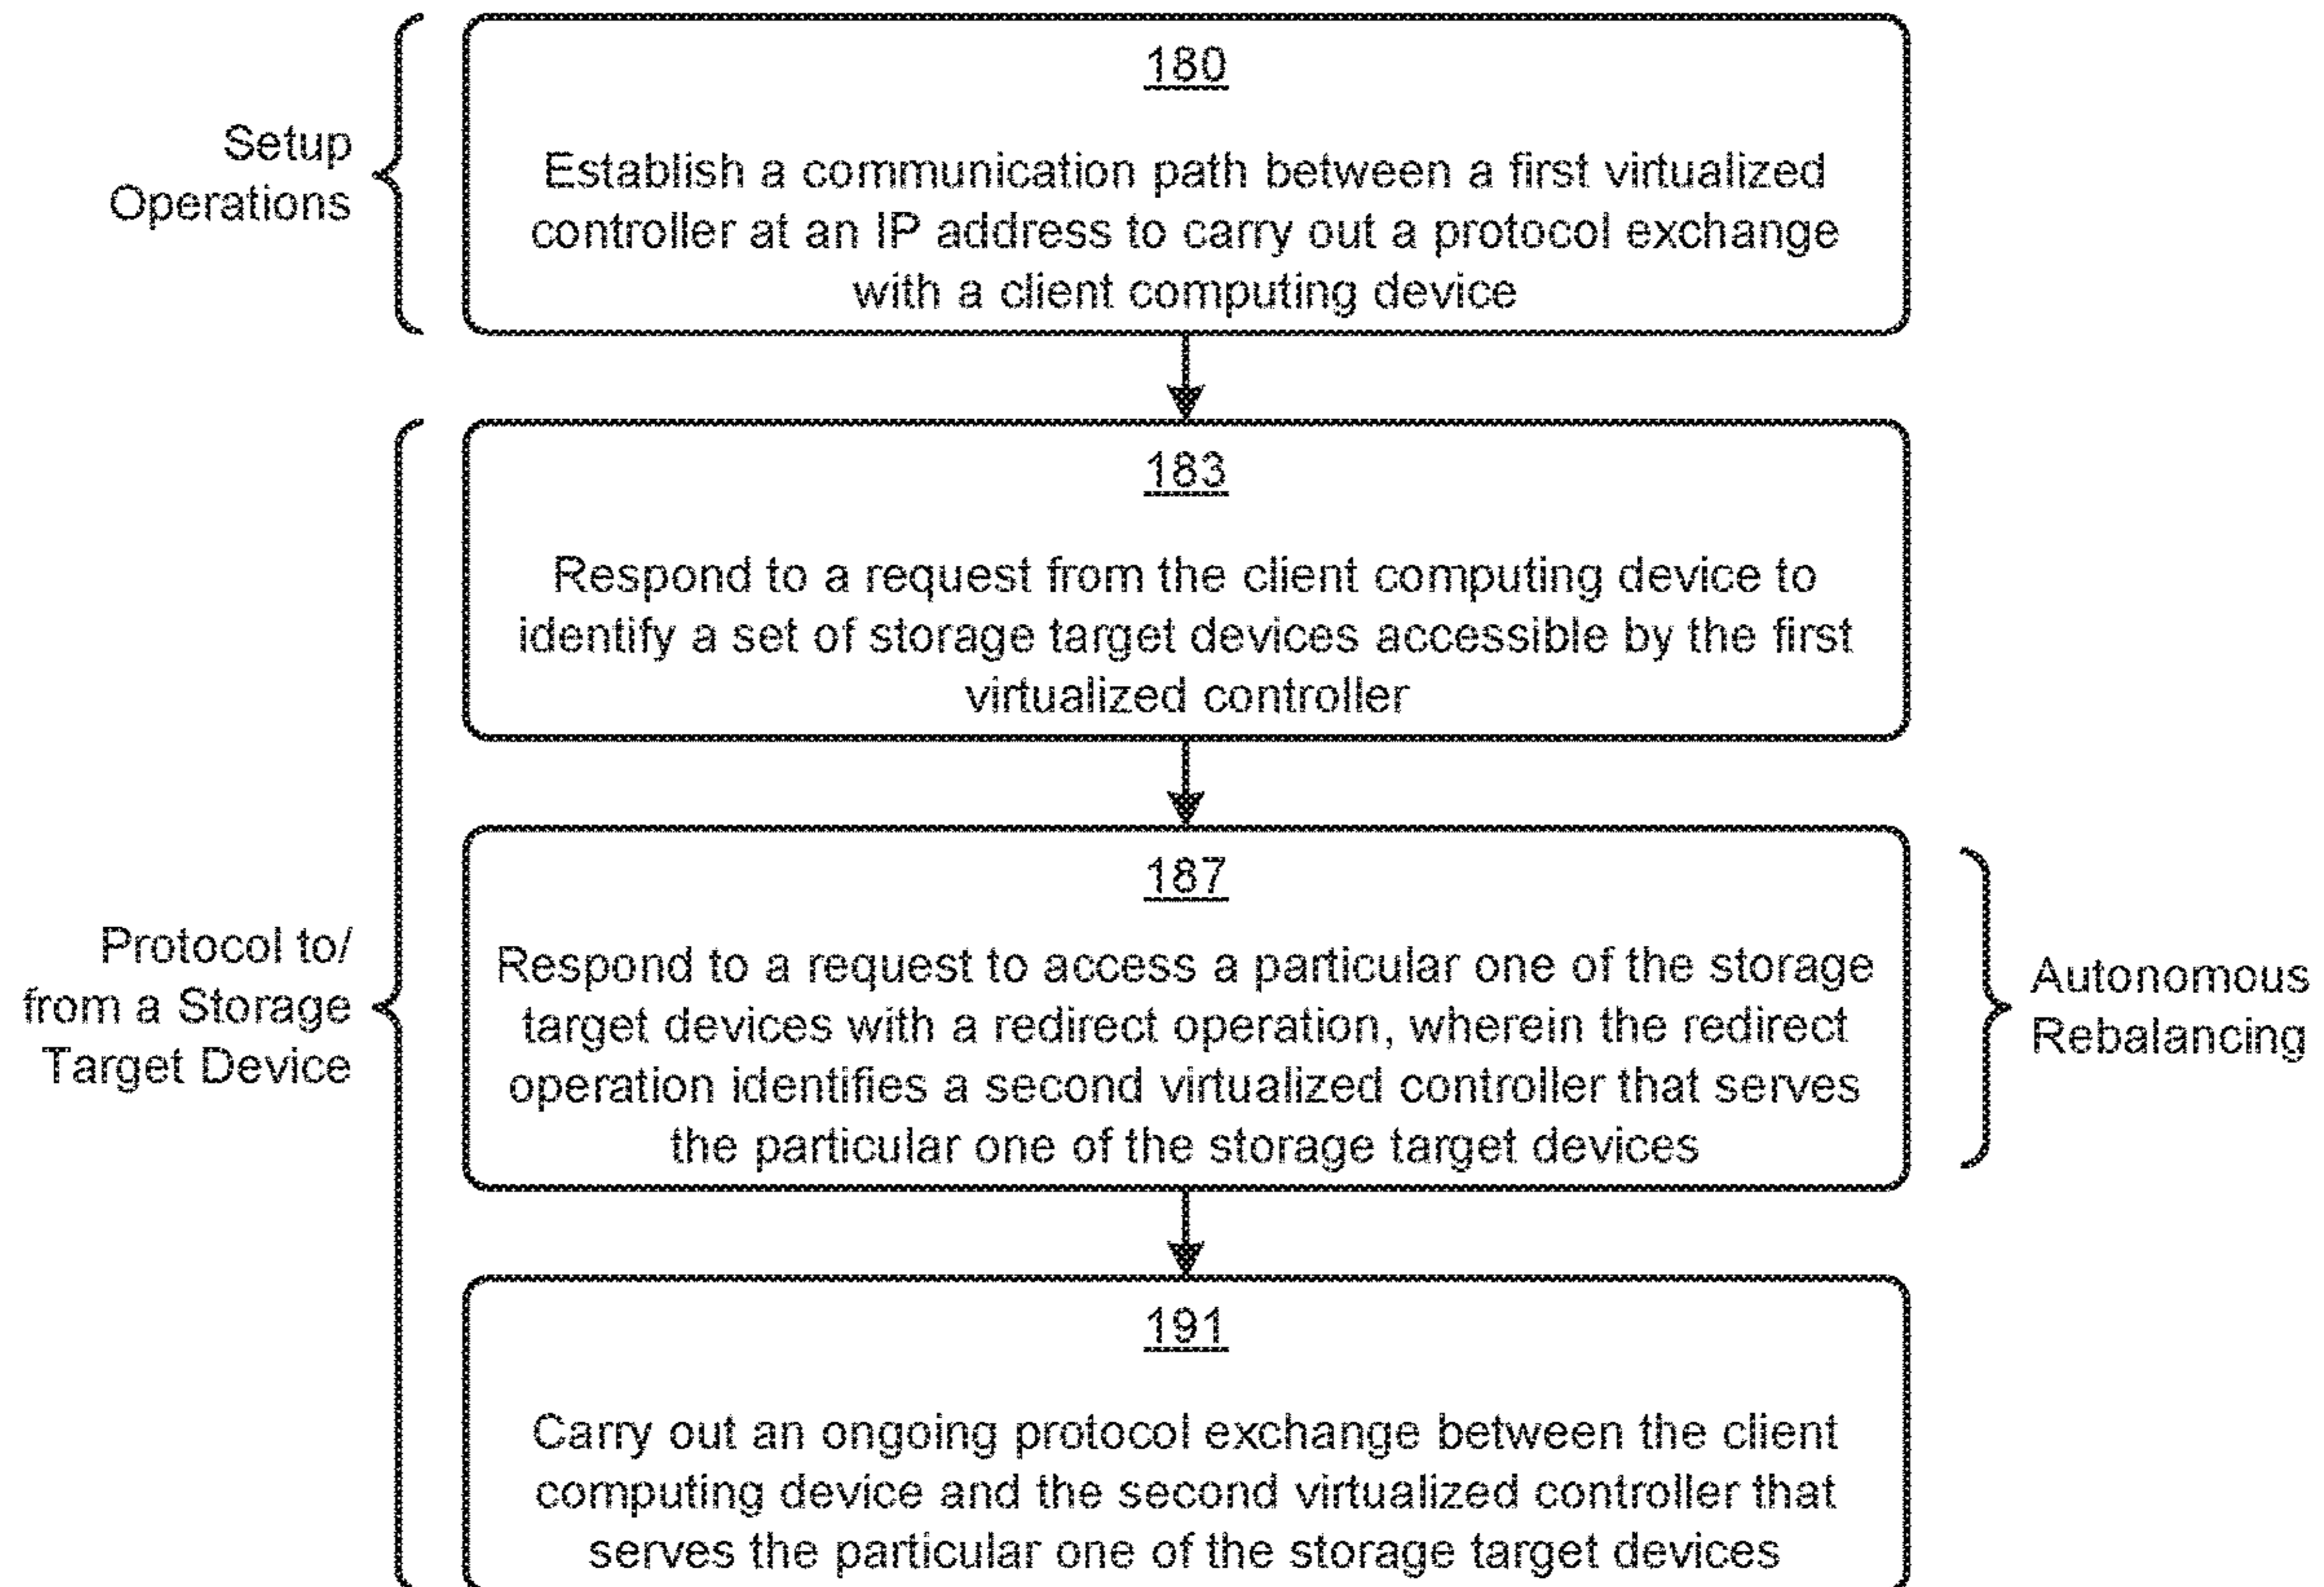 Setup
Operations
180
Establish a communication path between a first virtualized
controller at an IP address to carry out a protocol exchange
with a client computing device
183
Respond to a request from the client computing device to
identify a set of storage target devices accessible by the first
virtualized controller
Protocol to/
from a Storage
Target Device
187
Respond to a request to access a particular one of the storage
target devices with a redirect operation, wherein the redirect
operation identifies a second virtualized controller that serves
the particular one of the storage target devices
Autonomous
Rebalancing
191
Carry out an ongoing protocol exchange between the client
computing device and the second virtualized controller that
serves the particular one of the storage target devices